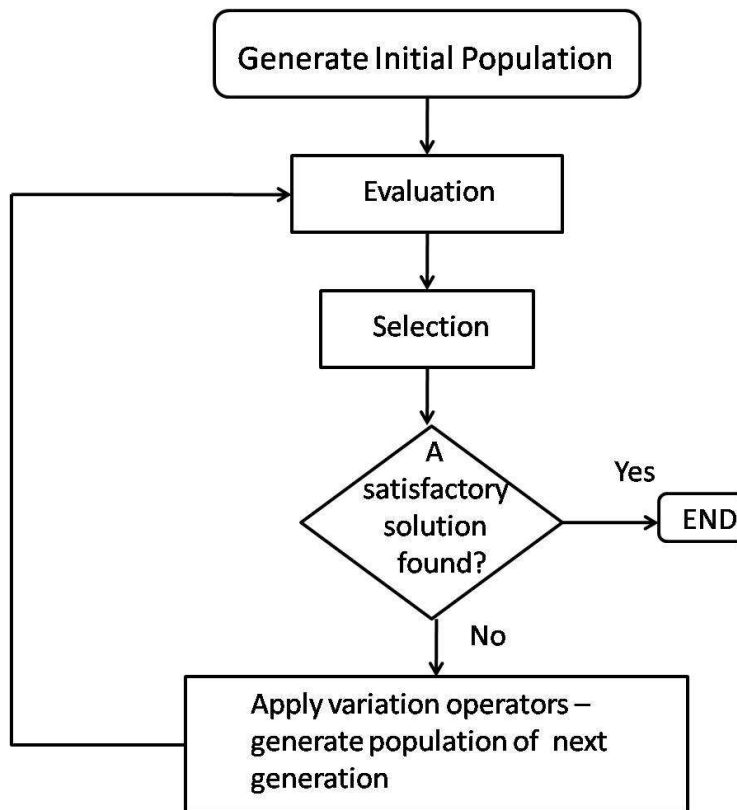 Generate Initial Population
Evaluation
Selection
A
satisfactory
solution
found?
Yes
END
No
Apply variation operators –
generate population of next
generation